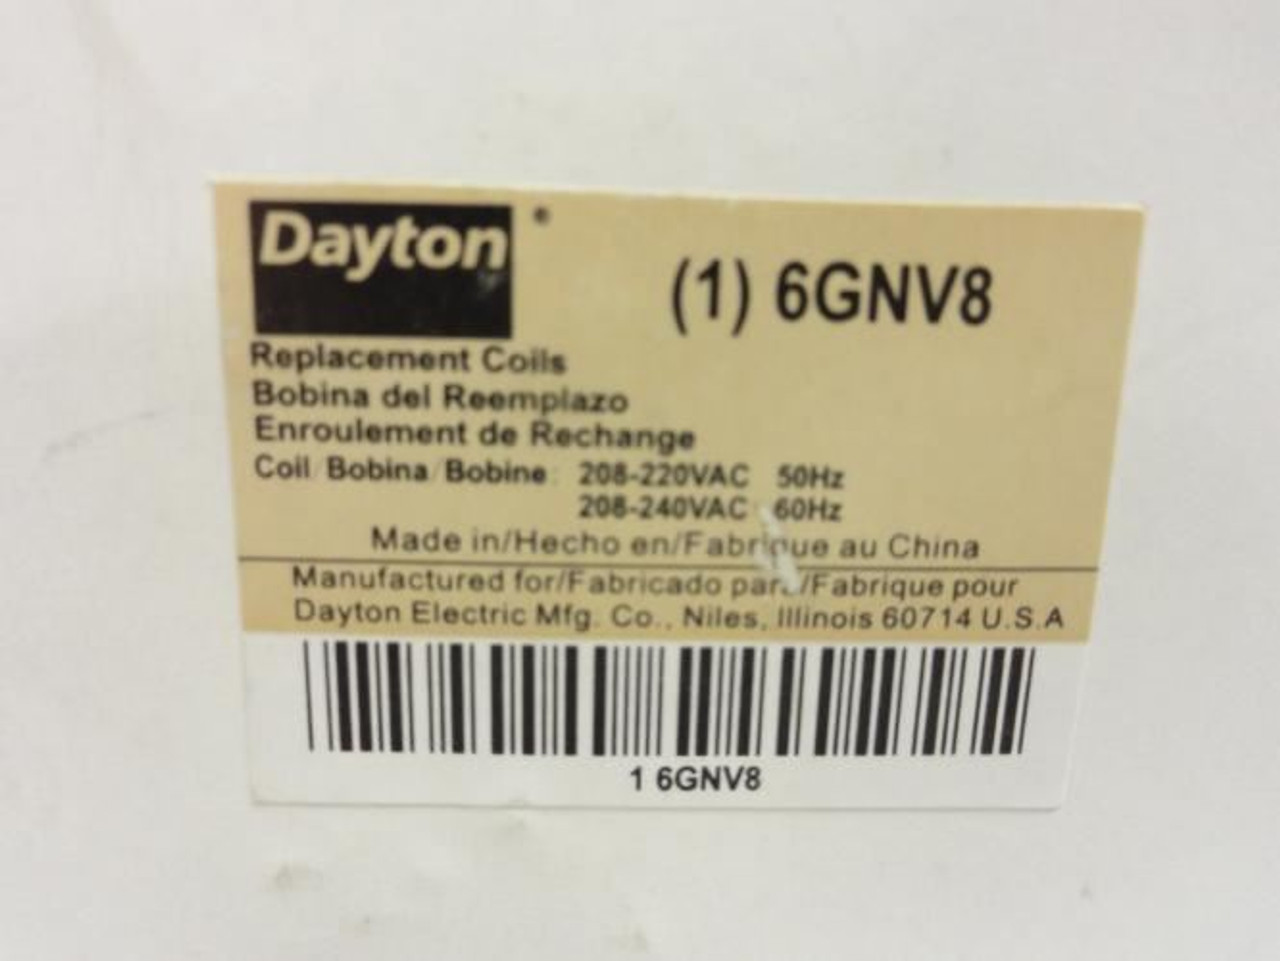 Dayton®
(1) 6GNV8
Replacement Coils
Bobina del Reemplazo
Enroulement de Rechange
Coil/Bobina/Bobine: 208-220VAC 50Hz
208-240VAC 60Hz
Made in/Hecho en/Fabrique au China
Manufactured for/Fabricado para/Fabrique pour
Dayton Electric Mfg. Co., Niles, Illinois 60714 U.S.A
1 6GNV8